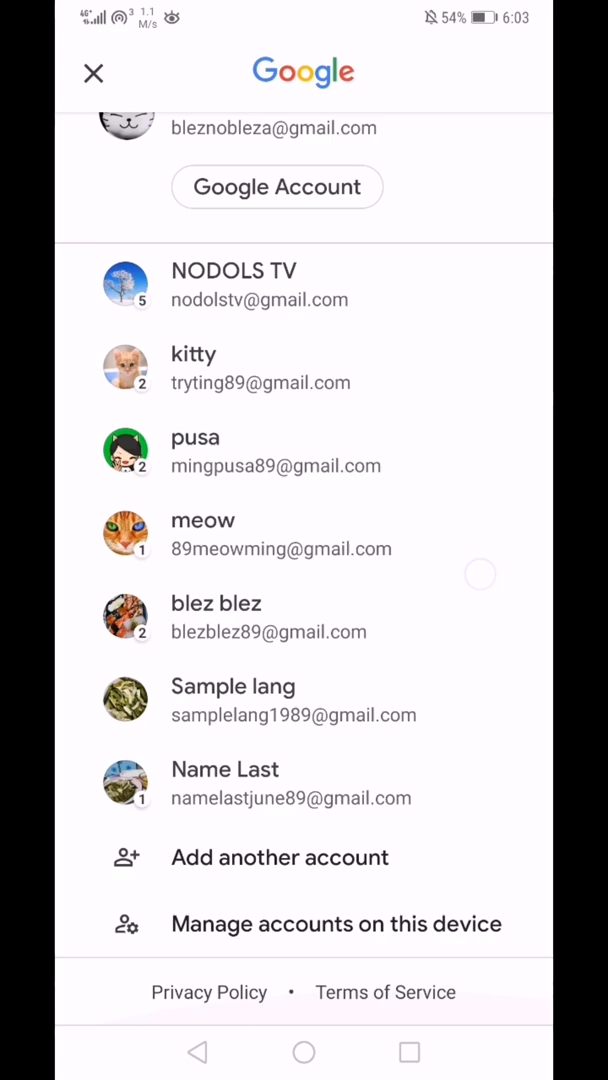 4G
3
1.1
M/s
54%
6:03
Google
bleznobleza@gmail.com
Google Account
NODOLS TV
5
nodolstv@gmail.com
kitty
2
tryting89@gmail.com
pusa
2
mingpusa89@gmail.com
meow
1
89meowming@gmail.com
blez blez
2
blezblez89@gmail.com
Sample lang
samplelang1989@gmail.com
Name Last
1
namelastjune89@gmail.com
Add another account
Manage accounts on this device
Privacy Policy • Terms of Service